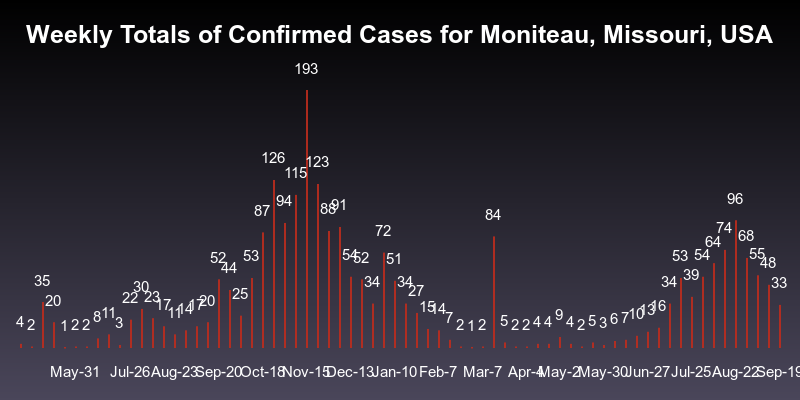 Weekly Totals of Confirmed Cases for Moniteau, Missouri, USA
4 2 35 20 1 2 2 8 11 3 22 30 23 17 11 14 17 20 52 44 25 53 87 126 94 115 193 123 88 91 54 52 34 72 51 34 27 15 14 7 2 1 2 84 5 2 2 4 4 9 4 2 5 3 6 7 10 13 16 34 53 39 54 64 74 96 68 55 48 33
May-31 Jul-26 Aug-23 Sep-20 Oct-18 Nov-15 Dec-13 Jan-10 Feb-7 Mar-7 Apr-4 May-2 May-30 Jun-27 Jul-25 Aug-22 Sep-19